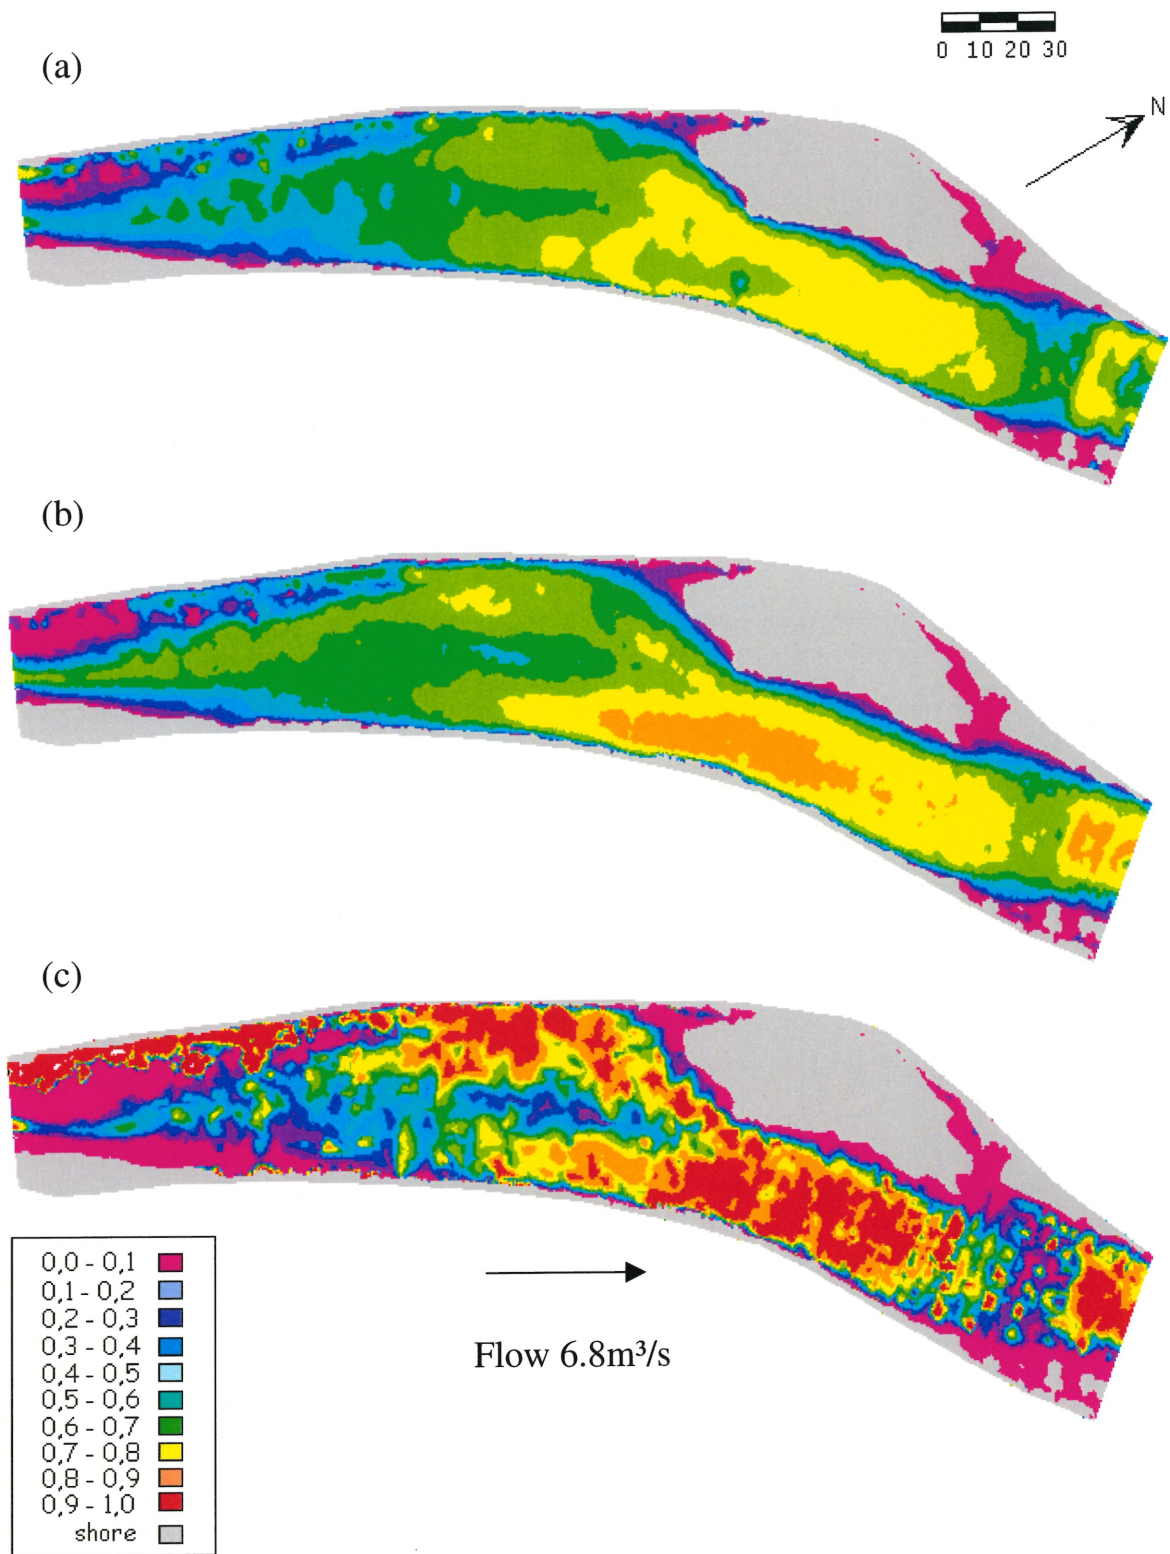 0 10 20 30
(a)
N
(b)
(c)
0,0 - 0,1
0,1 - 0,2
0,2 - 0,3
0,3 - 0,4
0,4 - 0,5
0,5 - 0,6
0,6 - 0,7
0,7 - 0,8
0,8 - 0,9
0,9 - 1,0
shore
Flow 6.8m³/s